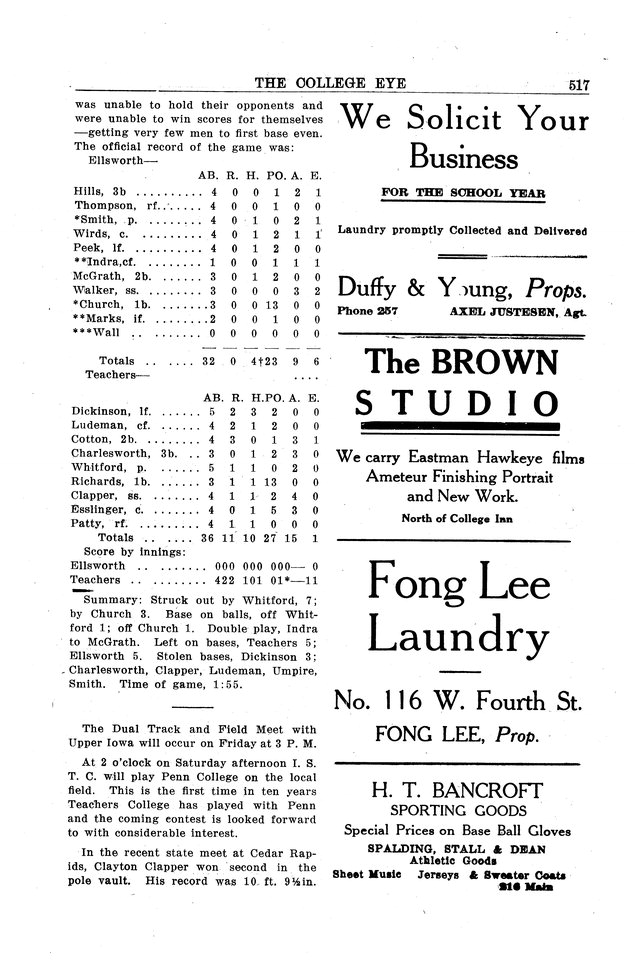 THE COLLEGE EYE 517
was unable to hold their opponents and
were unable to win scores for themselves
—getting very few men to first base even.
The official record of the game was:
Ellsworth—
AB. R. H. PO. A. E.
Hills, 3b .......... 4 0 0 1 2 1
Thompson, rf....... 4 0 0 1 0 0
*Smith, p. ........ 4 0 1 0 2 1
Wirds, c. ......... 4 0 1 2 1 1
Peek, lf. .......... 4 0 1 2 0 0
**Indra,cf. ....... 1 0 0 1 1 1
McGrath, 2b. ...... 3 0 1 2 0 0
Walker, ss. ........ 3 0 0 0 3 2
*Church, 1b. .......3 0 0 13 0 0
**Marks, if. .......2 0 0 1 0 0
***Wall .. ........ 0 0 0 0 0 0
Totals .. .... 32 0 4†23 9 6
Teachers— ....
AB. R. H.PO. A. E.
Dickinson, lf. ...... 5 2 3 2 0 0
Ludeman, cf. ...... 4 2 1 2 0 0
Cotton, 2b. ........ 4 3 0 1 3 1
Charlesworth, 3b. .. 3 0 1 2 3 0
Whitford, p. ...... 5 1 1 0 2 0
Richards, 1b. ...... 3 1 1 13 0 0
Clapper, ss. ....... 4 1 1 2 4 0
Esslinger, c. ....... 4 0 1 5 3 0
Patty, rf. ......... 4 1 1 0 0 0
Totals .. .... 36 11 10 27 15 1
Score by innings:
Ellsworth .. ....... 000 000 000— 0
Teachers .. ........ 422 101 01*—11
Summary: Struck out by Whitford, 7;
by Church 3. Base on balls, off Whit-
ford 1; off Church 1. Double play, Indra
to McGrath. Left on bases, Teachers 5;
Ellsworth 5. Stolen bases, Dickinson 3;
Charlesworth, Clapper, Ludeman, Umpire,
Smith. Time of game, 1:55.
The Dual Track and Field Meet with
Upper Iowa will occur on Friday at 3 P. M.
At 2 o'clock on Saturday afternoon I. S.
T. C. will play Penn College on the local
field. This is the first time in ten years
Teachers College has played with Penn
and the coming contest is looked forward
to with considerable interest.
In the recent state meet at Cedar Rap-
ids, Clayton Clapper won second in the
pole vault. His record was 10 ft. 9½in.
We Solicit Your
Business
FOR THE SCHOOL YEAR
Laundry promptly Collected and Delivered
Duffy & Young, Props.
Phone 257 AXEL JUSTESEN, Agt.
The BROWN
STUDIO
We carry Eastman Hawkeye films
Ameteur Finishing Portrait
and New Work.
North of College Inn
Fong Lee
Laundry
No. 116 W. Fourth St.
FONG LEE, Prop.
H. T. BANCROFT
SPORTING GOODS
Special Prices on Base Ball Gloves
SPALDING, STALL & DEAN
Athletic Goods
Sheet Music Jerseys & Sweater Coats
216 Main